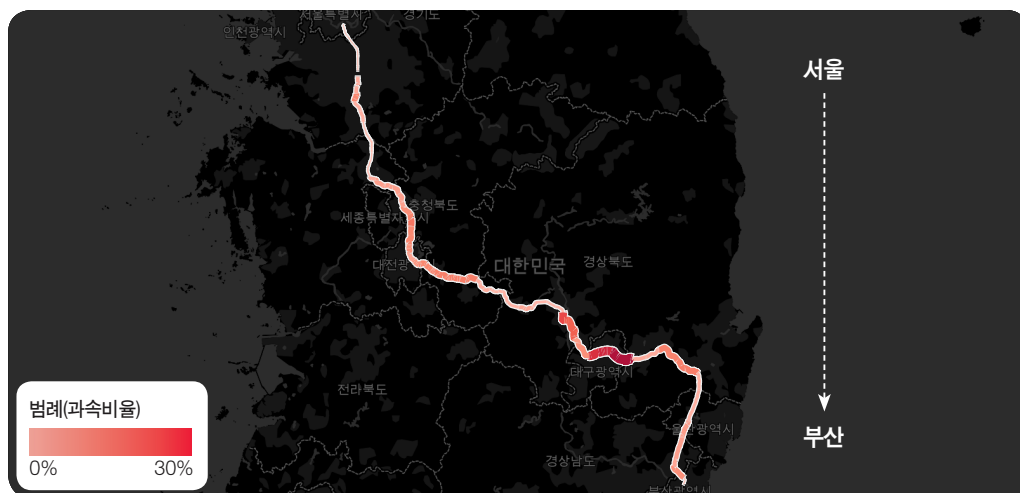 서울특별시
경기도
인천광역시
서울
충청북도
세종특별자치시
대전광역시
대한민국
경상북도
대구광역시
전라북도
울산광역시
부산
경상남도
부산광역시
범례(과속비율)
0%
30%